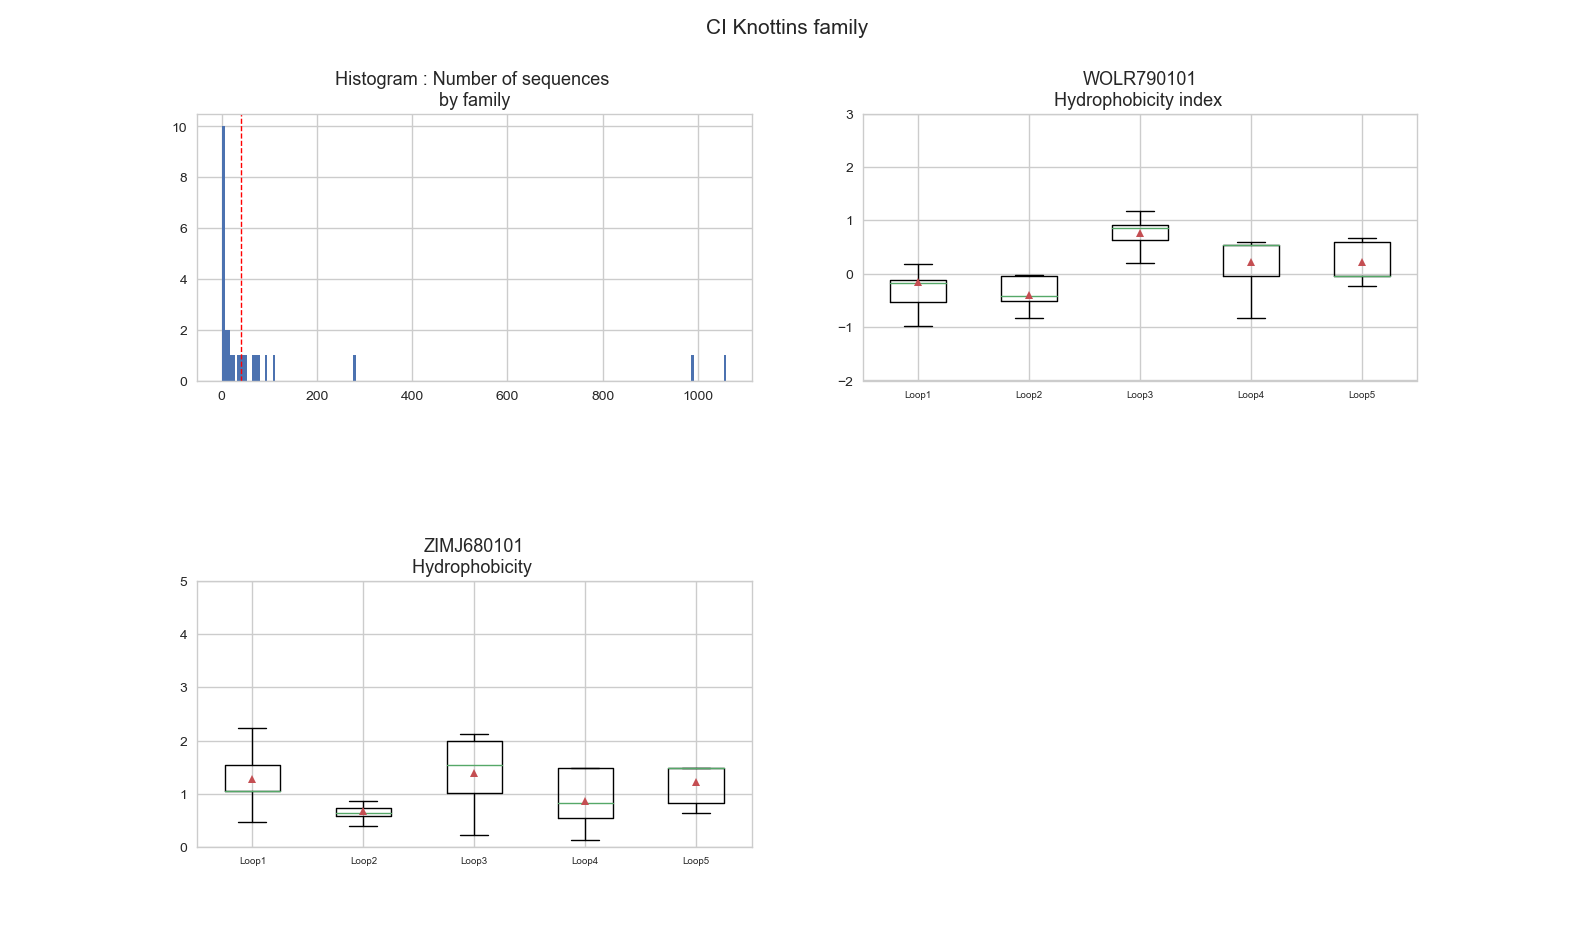 CI Knottins family
Histogram : Number of sequences
by family
10
8
6
4
2
0
0 200 400 600 800 1000
WOLR790101
Hydrophobicity index
3
2
1
0
−1
−2
Loop1 Loop2 Loop3 Loop4 Loop5
ZIMJ680101
Hydrophobicity
5
4
3
2
1
0
Loop1 Loop2 Loop3 Loop4 Loop5